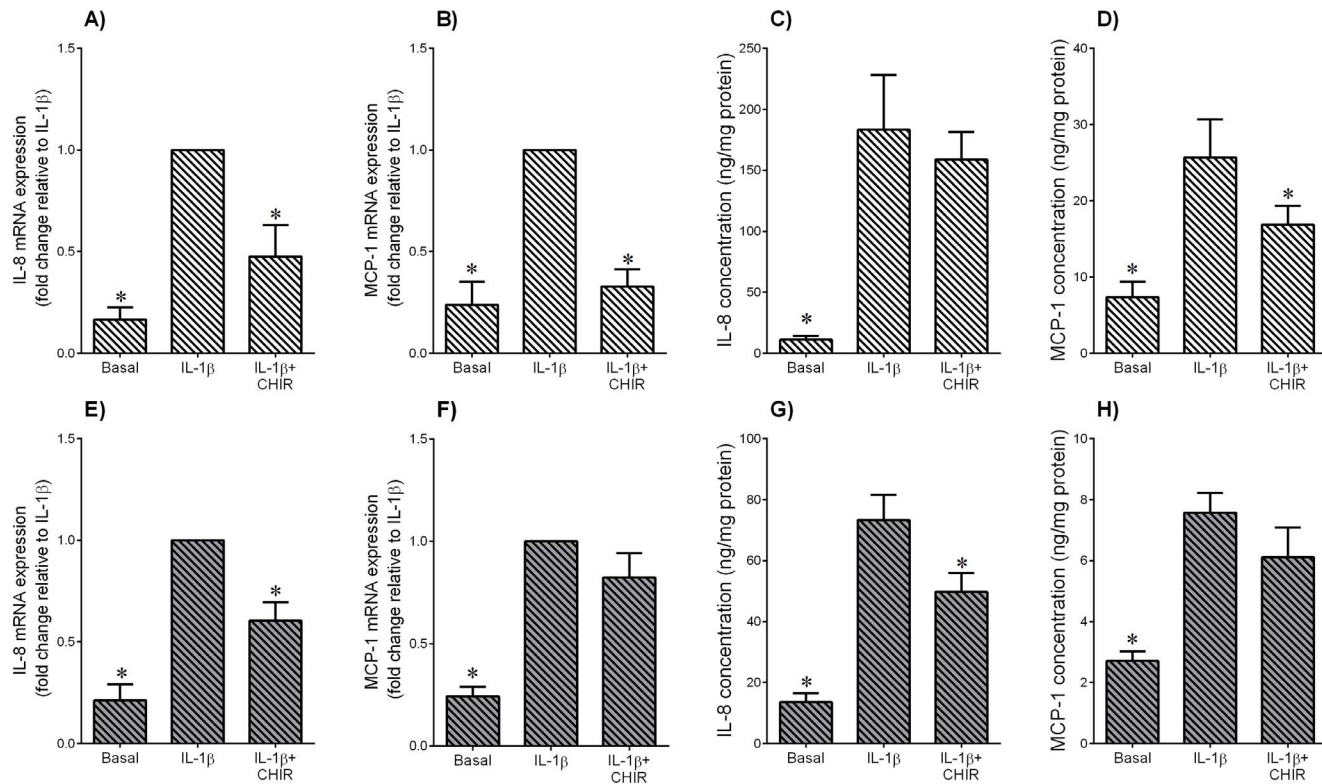 A)
IL-8 mRNA expression
(fold change relative to IL-1β)
1.5
1.0
0.5
0.0
*
*
Basal
IL-1β
IL-1β+
CHIR
B)
MCP-1 mRNA expression
(fold change relative to IL-1β)
1.5
1.0
0.5
0.0
*
*
Basal
IL-1β
IL-1β+
CHIR
C)
IL-8 concentration (ng/mg protein)
250
200
150
100
50
0
*
Basal
IL-1β
IL-1β+
CHIR
D)
MCP-1 concentration (ng/mg protein)
40
30
20
10
0
*
*
Basal
IL-1β
IL-1β+
CHIR
E)
IL-8 mRNA expression
(fold change relative to IL-1β)
1.5
1.0
0.5
0.0
*
*
Basal
IL-1β
IL-1β+
CHIR
F)
MCP-1 mRNA expression
(fold change relative to IL-1β)
1.5
1.0
0.5
0.0
*
Basal
IL-1β
IL-1β+
CHIR
G)
IL-8 concentration (ng/mg protein)
100
80
60
40
20
0
*
*
Basal
IL-1β
IL-1β+
CHIR
H)
MCP-1 concentration (ng/mg protein)
10
8
6
4
2
0
*
Basal
IL-1β
IL-1β+
CHIR